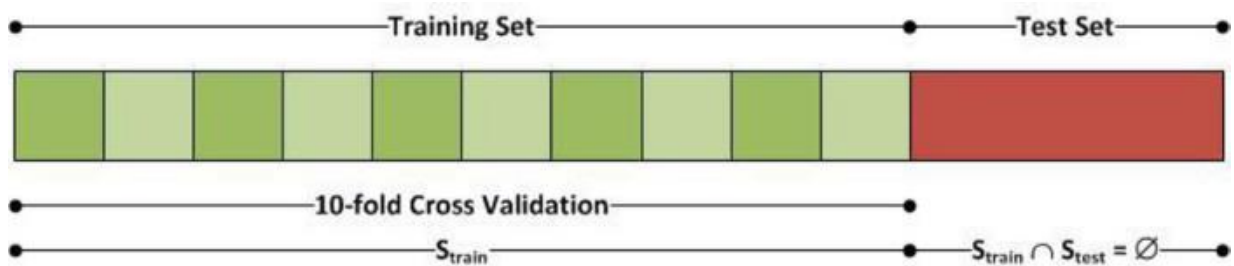 Training Set Test Set
10-fold Cross Validation
Strain Strain ∩ Stest = ∅